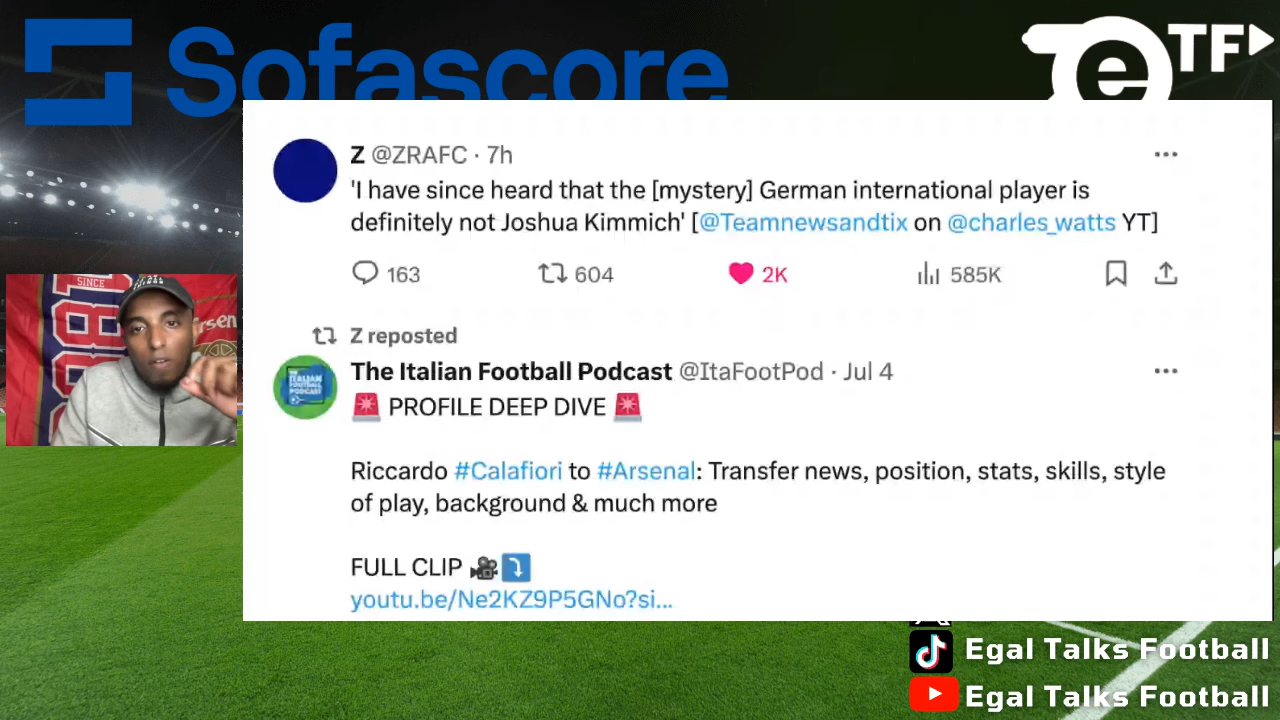 Sofascore
eTF
Z @ZRAFC · 7h
'I have since heard that the [mystery] German international player is
definitely not Joshua Kimmich' [@Teamnewsandtix on @charles_watts YT]
163 604 2K 585K
Z reposted
The Italian Football Podcast @ItaFootPod · Jul 4
🚨 PROFILE DEEP DIVE 🚨
Riccardo #Calafiori to #Arsenal: Transfer news, position, stats, skills, style
of play, background & much more
FULL CLIP 🎥⤵️
youtu.be/Ne2KZ9P5GNo?si...
SINCE
Egal Talks Football
Egal Talks Football